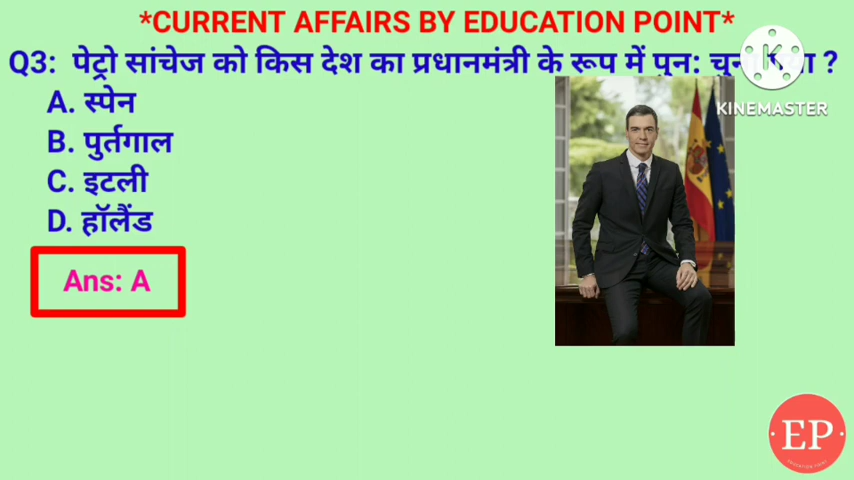 *CURRENT AFFAIRS BY EDUCATION POINT*
Q3: पेट्रो सांचेज को किस देश का प्रधानमंत्री के रूप में पुन: ?
A. स्पेन
B. पुर्तगाल
C. इटली
D. हॉलैंड
Ans: A
K
KINEMASTER
EP